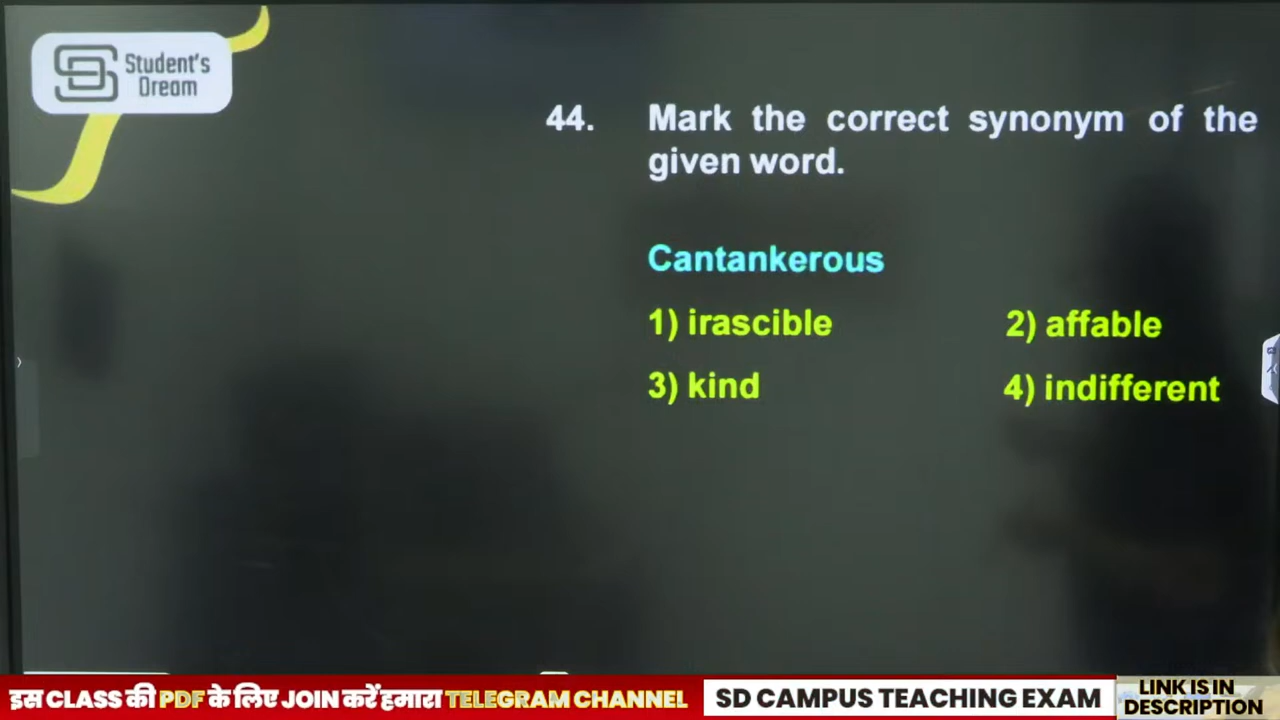 Student's
Dream
44. Mark the correct synonym of the
given word.
Cantankerous
1) irascible 2) affable
3) kind 4) indifferent
इस CLASS की PDF के लिए JOIN करें हमारा TELEGRAM CHANNEL SD CAMPUS TEACHING EXAM LINK IS IN
DESCRIPTION